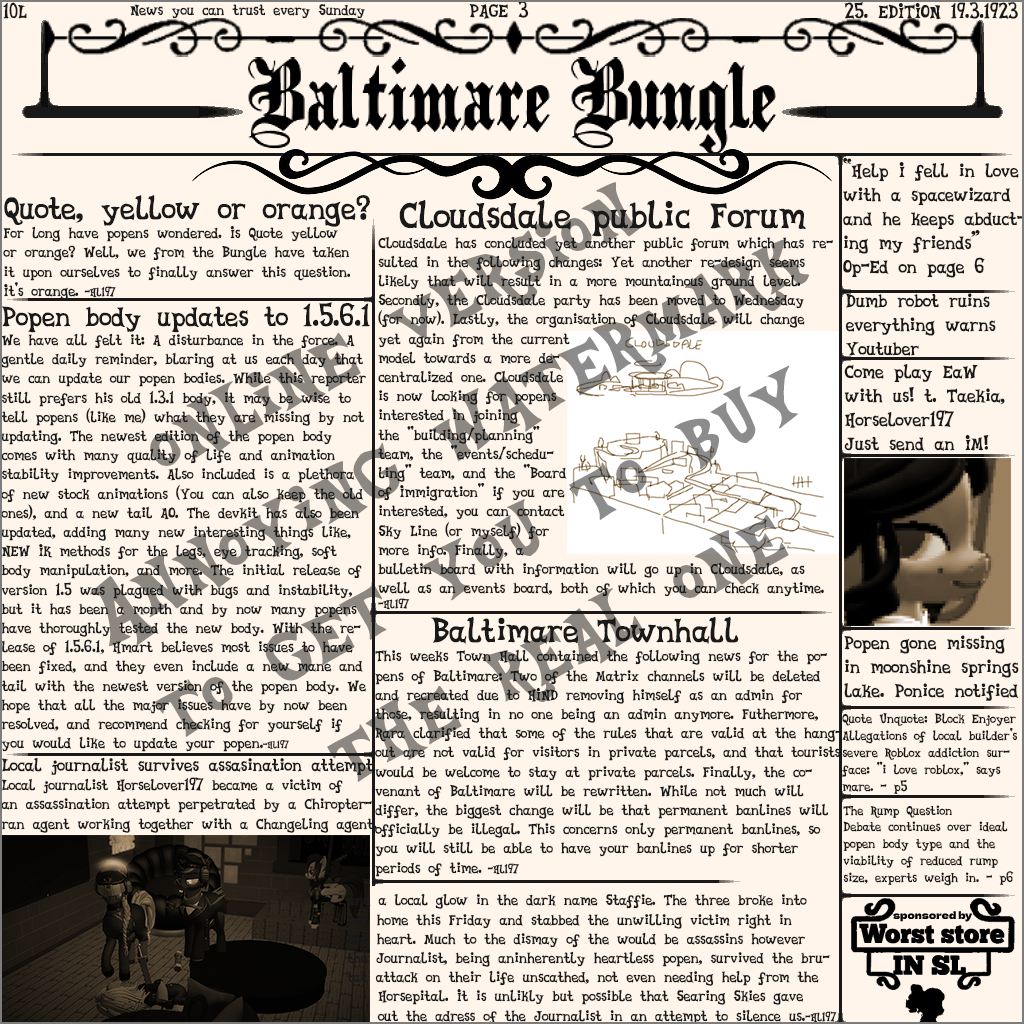 10L News you can trust every Sunday PAGE 3 25. EDITION 19.3.1923
Baltimare Bungle
Quote, yellow or orange?
For long have popens wondered. is Quote yellow
or orange? Well, we from the Bungle have taken
it upon ourselves to finally answer this question.
it's orange. -HL197
Popen body updates to 1.5.6.1
We have all felt it: A disturbance in the force. A
gentle daily reminder, blaring at us each day that
we can update our popen bodies. While this reporter
still prefers his old 1.3.1 body, it may be wise to
tell popens (like me) what they are missing by not
updating. The newest edition of the popen body
comes with many quality of life and animation
stability improvements. Also included is a plethora
of new stock animations (You can also keep the old
ones), and a new tail AO. The devkit has also been
updated, adding many new interesting things like,
NEW iK methods for the legs, eye tracking, soft
body manipulation, and more. The initial release of
version 1.5 was plagued with bugs and instability,
but it has been a month and by now many popens
have thoroughly tested the new body. With the re-
lease of 1.5.6.1, Hmart believes most issues to have
been fixed, and they even include a new mane and
tail with the newest version of the popen body. We
hope that all the major issues have by now been
resolved, and recommend checking for yourself if
you would like to update your popen.-HL197
Local journalist survives assasination attempt
Local journalist Horselover197 became a victim of
an assassination attempt perpetrated by a Chiropter-
ran agent working together with a Changeling agent
Cloudsdale public Forum
Cloudsdale has concluded yet another public forum which has re-
sulted in the following changes: Yet another re-design seems
likely that will result in a more mountainous ground level.
Secondly, the Cloudsdale party has been moved to Wednesday
(for now). Lastly, the organisation of Cloudsdale will change
yet again from the current
model towards a more de-
centralized one. Cloudsdale
is now looking for popens
interested in joining
the "building/planning"
team, the "events/schedu-
ling" team, and the "Board
of immigration" if you are
interested, you can contact
Sky Line (or myself) for
more info. Finally, a
bulletin board with information will go up in Cloudsdale, as
well as an events board, both of which you can check anytime.
-HL197
CLOUDSDALE
Baltimare Townhall
This weeks Town Hall contained the following news for the po-
pens of Baltimare: Two of the Matrix channels will be deleted
and recreated due to HiND removing himself as an admin for
those, resulting in no one being an admin anymore. Futhermore,
Rara clarified that some of the rules that are valid at the hang-
out are not valid for visitors in private parcels, and that tourists
would be welcome to stay at private parcels. Finally, the co-
venant of Baltimare will be rewritten. While not much will
differ, the biggest change will be that permanent banlines will
officially be illegal. This concerns only permanent banlines, so
you will still be able to have your banlines up for shorter
periods of time. -HL197
a local glow in the dark name Staffie. The three broke into
home this Friday and stabbed the unwilling victim right in
heart. Much to the dismay of the would be assassins however
Journalist, being aninherently heartless popen, survived the bru-
attack on their life unscathed, not even needing help from the
Horsepital. it is unlikly but possible that Searing Skies gave
out the adress of the Journalist in an attempt to silence us.-HL197
"Help i fell in love
with a spacewizard
and he keeps abduct-
ing my friends"
Op-Ed on page 6
Dumb robot ruins
everything warns
Youtuber
Come play EaW
with us! t. Taekia,
Horselover197
Just send an iM!
Popen gone missing
in moonshine springs
lake. Ponice notified
Quote Unquote: Block Enjoyer
Allegations of local builder's
severe Roblox addiction sur-
face: "i love roblox," says
mare. - p5
The Rump Question
Debate continues over ideal
popen body type and the
viability of reduced rump
size, experts weigh in. - p6
sponsored by
Worst store
IN SL
ONLINE VERSION
ANNOYING WATERMARK
TO GET YOU TO BUY
THE REAL ONE